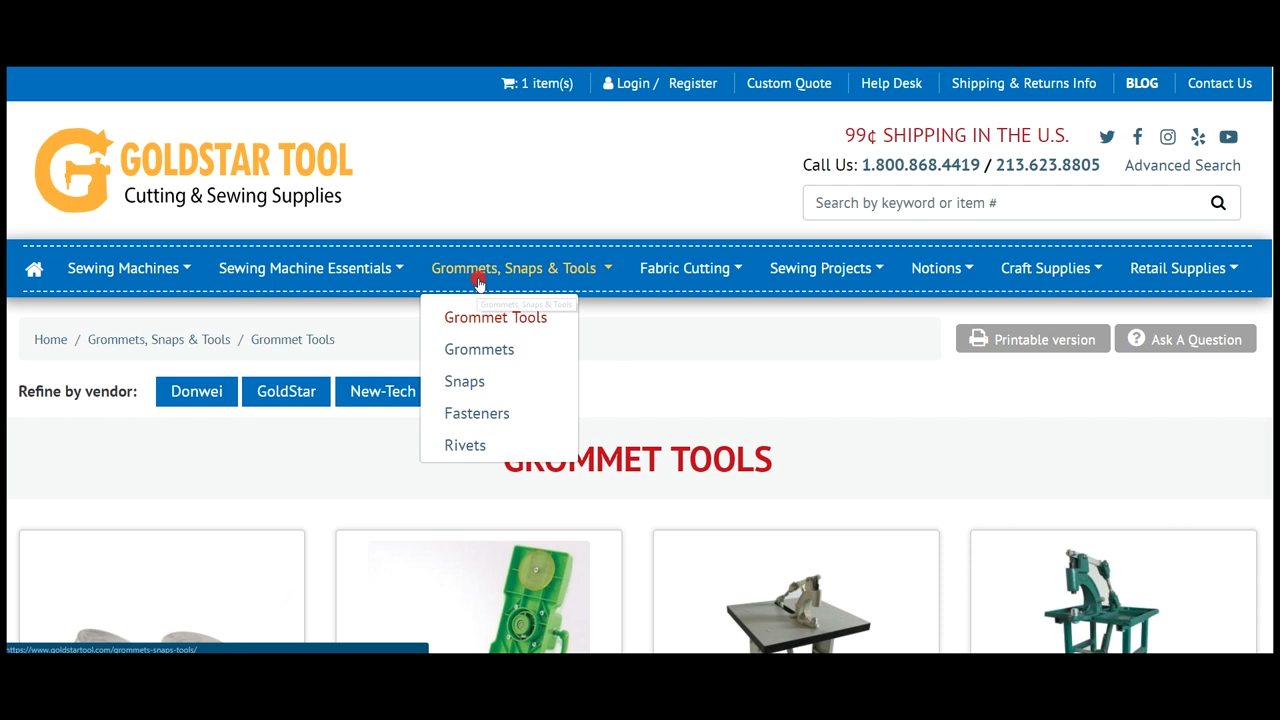 : 1 item(s) Login / Register Custom Quote Help Desk Shipping & Returns Info BLOG Contact Us
GOLDSTAR TOOL
Cutting & Sewing Supplies
99¢ SHIPPING IN THE U.S.
Call Us: 1.800.868.4419 / 213.623.8805 Advanced Search
Search by keyword or item #
Sewing Machines Sewing Machine Essentials Grommets, Snaps & Tools Fabric Cutting Sewing Projects Notions Craft Supplies Retail Supplies
Grommets, Snaps & Tools
Grommet Tools
Grommets
Snaps
Fasteners
Rivets
Home / Grommets, Snaps & Tools / Grommet Tools
Printable version Ask A Question
Refine by vendor: Donwei GoldStar New-Tech
GROMMET TOOLS
https://www.goldstartool.com/grommets-snaps-tools/